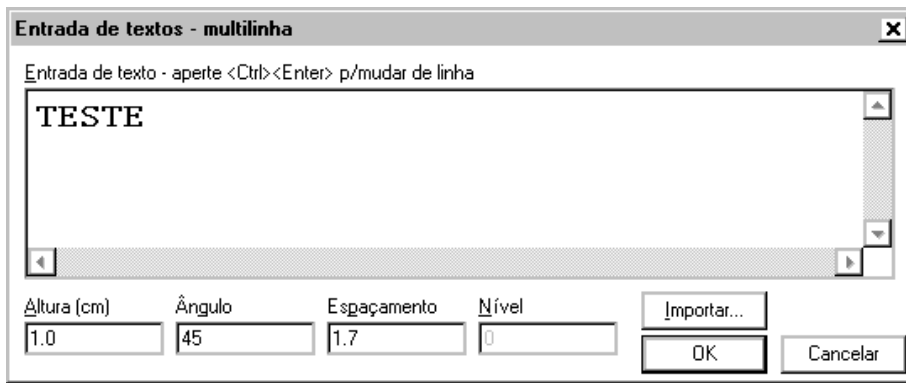 Entrada de textos - multilinha
Entrada de texto - aperte <Ctrl><Enter> p/mudar de linha
TESTE
Altura (cm) Ângulo Espaçamento Nível
1.0 45 1.7 0
Importar...
OK Cancelar